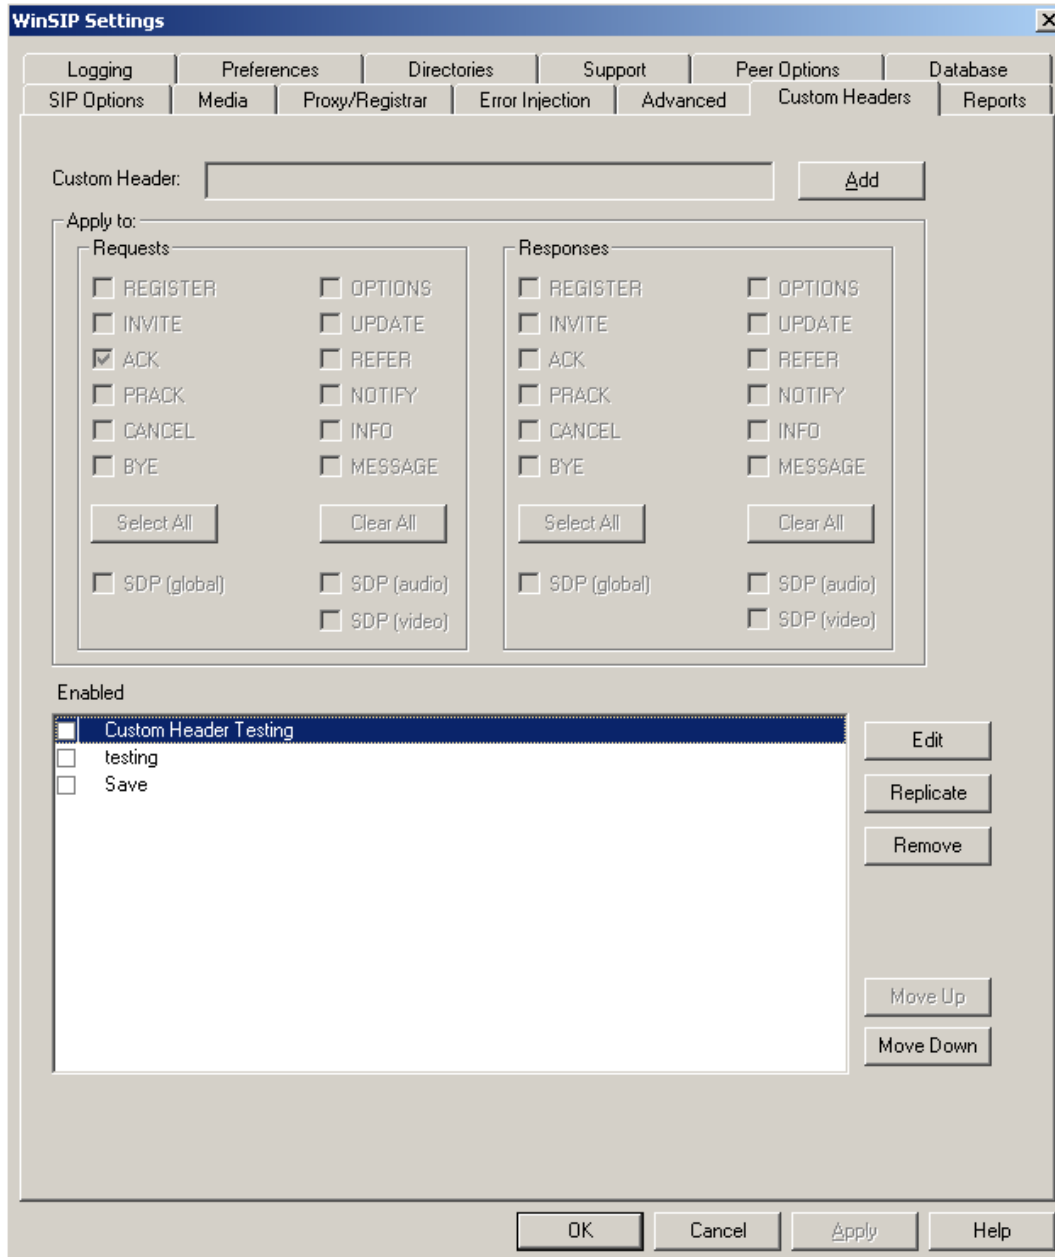 WinSIP Settings
Logging Preferences Directories Support Peer Options Database
SIP Options Media Proxy/Registrar Error Injection Advanced Custom Headers Reports
Custom Header: Add
Apply to:
Requests Responses
REGISTER OPTIONS REGISTER OPTIONS
INVITE UPDATE INVITE UPDATE
ACK REFER ACK REFER
PRACK NOTIFY PRACK NOTIFY
CANCEL INFO CANCEL INFO
BYE MESSAGE BYE MESSAGE
Select All Clear All Select All Clear All
SDP (global) SDP (audio) SDP (global) SDP (audio)
SDP (video) SDP (video)
Enabled
Custom Header Testing Edit
testing
Save Replicate
Remove
Move Up
Move Down
OK Cancel Apply Help